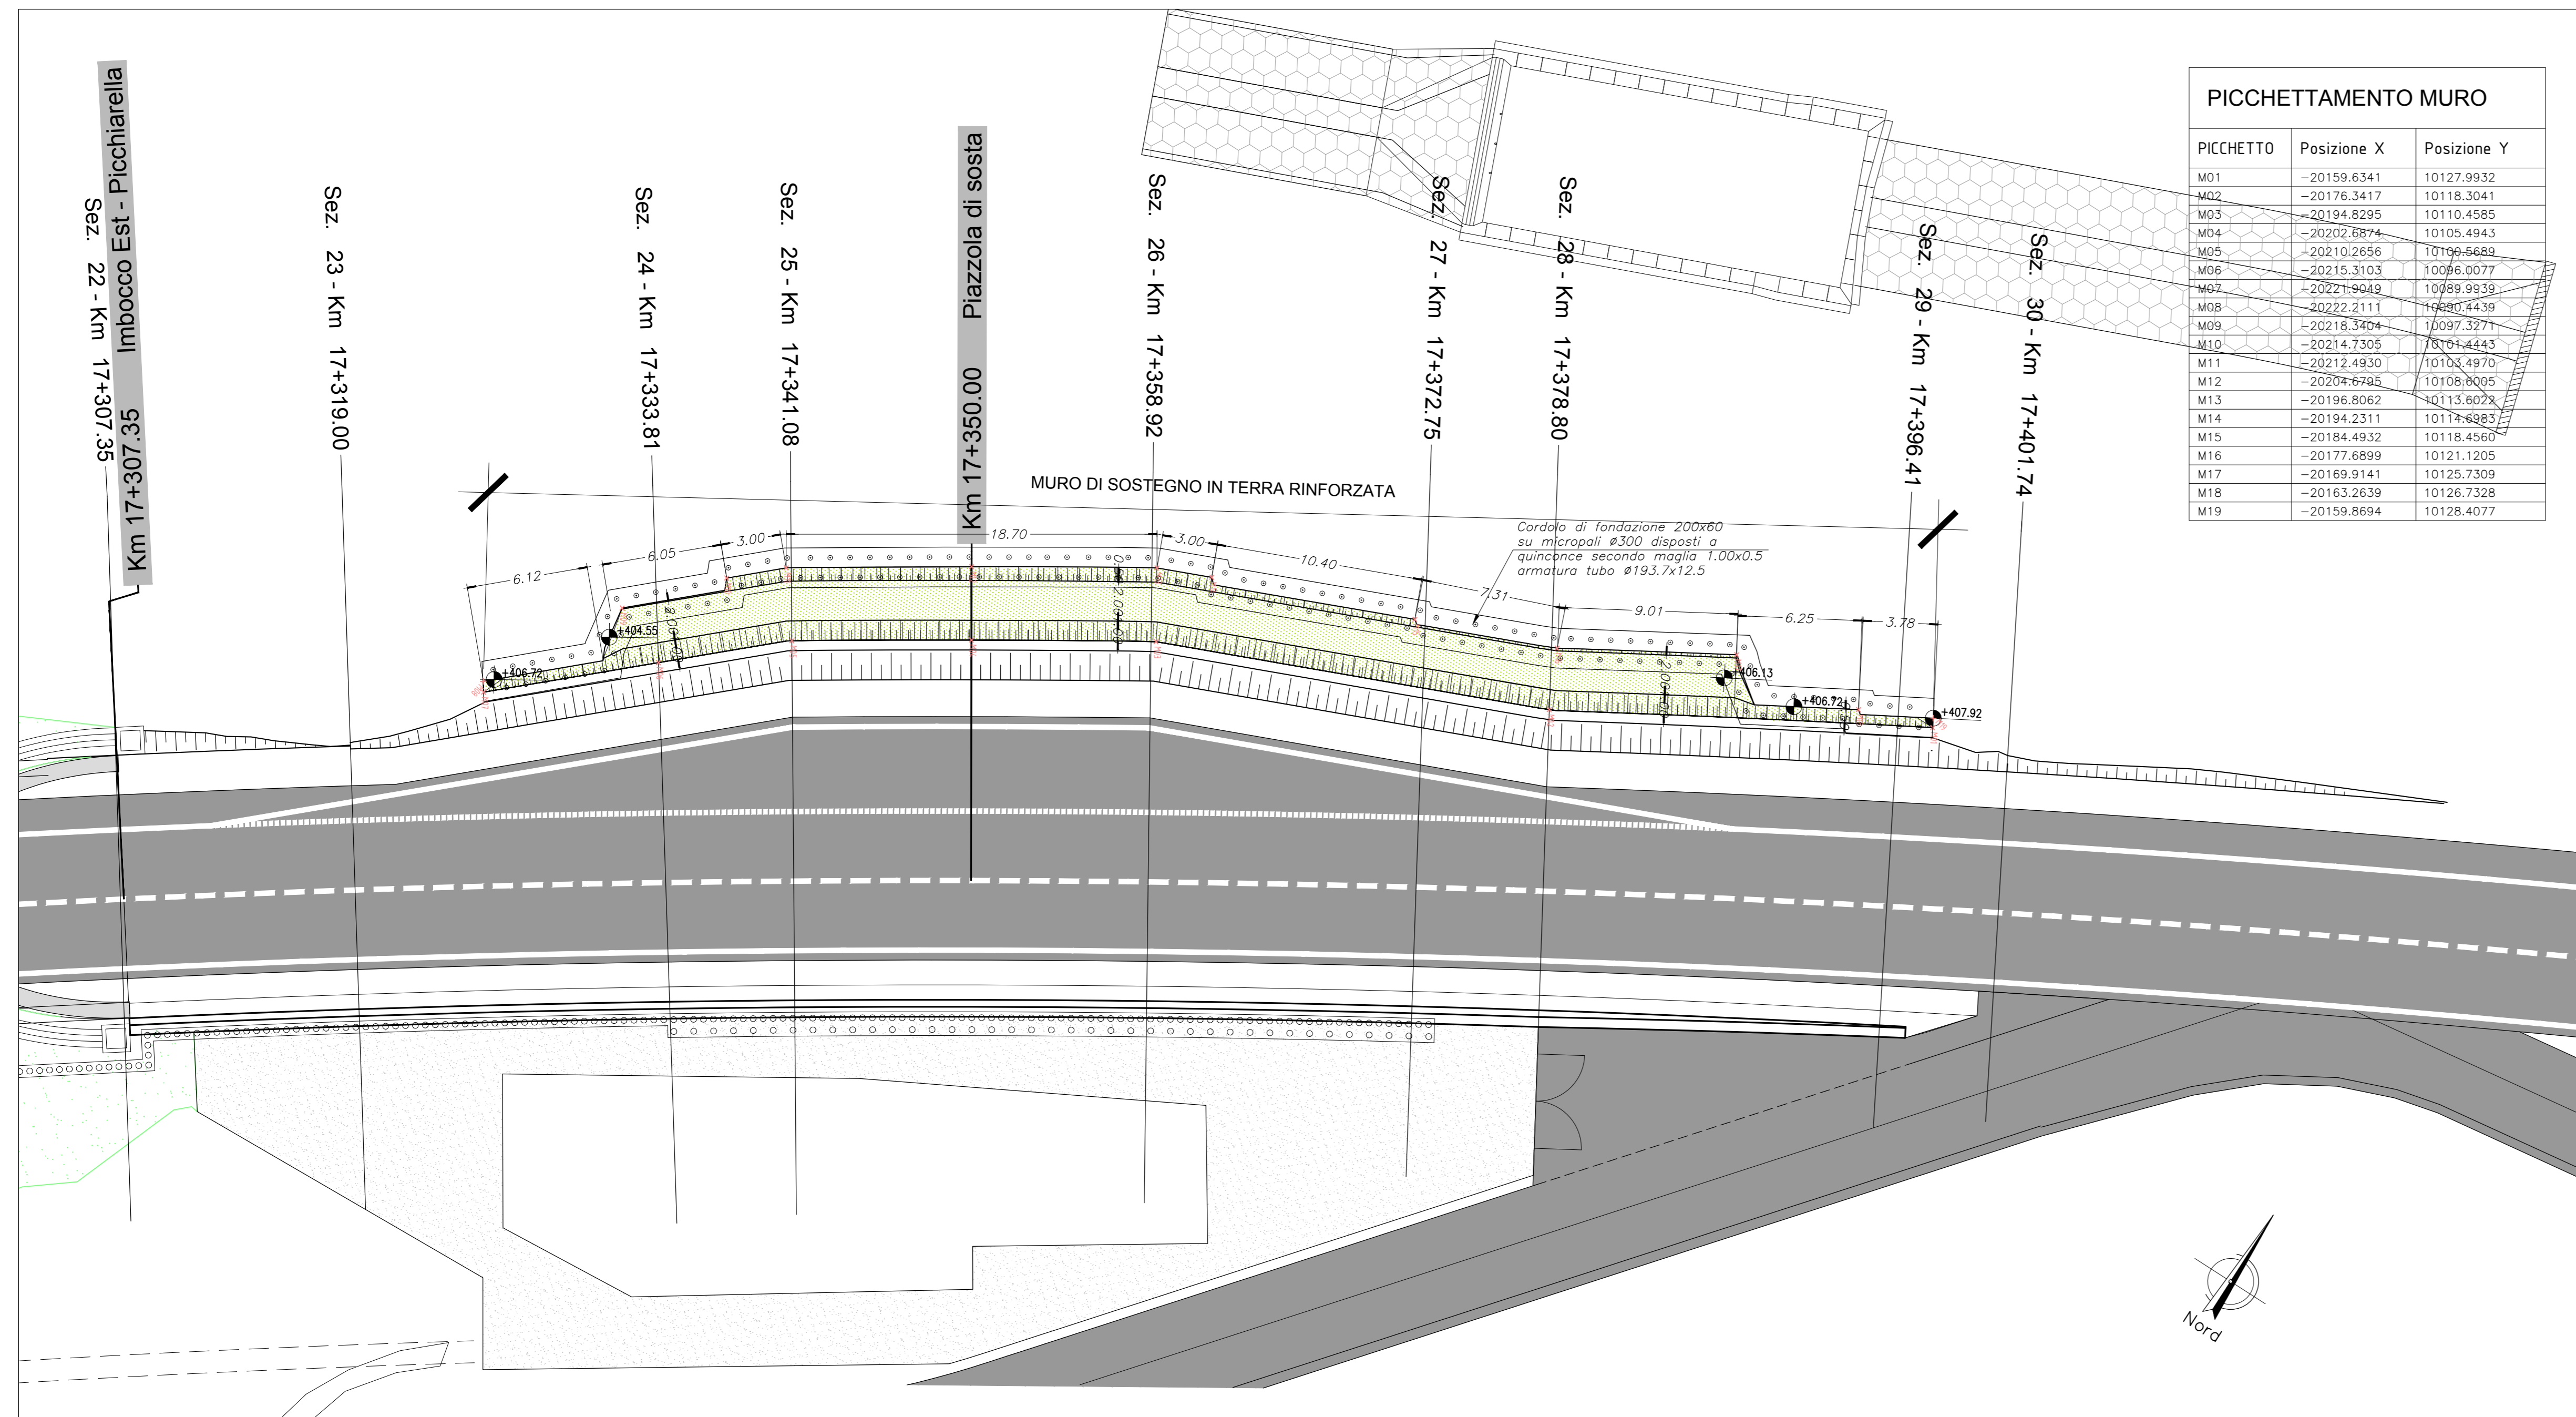 Sez. 22 - Km 17+307.35
Km 17+307.35 Imbocco Est - Picchiarella
Sez. 23 - Km 17+319.00
Sez. 24 - Km 17+333.81
Sez. 25 - Km 17+341.08
Km 17+350.00 Piazzola di sosta
Sez. 26 - Km 17+358.92
Sez. 27 - Km 17+372.75
Sez. 28 - Km 17+378.80
Sez. 29 - Km 17+396.41
Sez. 30 - Km 17+401.74
PICCHETTAMENTO MURO
PICCHETTO Posizione X Posizione Y
M01 -20159.6341 10127.9932
M02 -20176.3417 10118.3041
M03 -20194.8295 10110.4585
M04 -20202.6874 10105.4943
M05 -20210.2656 10100.5689
M06 -20215.3103 10096.0077
M07 -20221.9049 10089.9939
M08 -20222.2111 10090.4439
M09 -20218.3404 10097.3271
M10 -20214.7305 10101.4443
M11 -20212.4930 10103.4970
M12 -20204.6795 10108.6005
M13 -20196.8062 10113.6022
M14 -20194.2311 10114.6983
M15 -20184.4932 10118.4560
M16 -20177.6899 10121.1205
M17 -20169.9141 10125.7309
M18 -20163.2639 10126.7328
M19 -20159.8694 10128.4077
MURO DI SOSTEGNO IN TERRA RINFORZATA
Cordolo di fondazione 200x60
su micropali ø300 disposti a
quinconce secondo maglia 1.00x0.5
armatura tubo ø193.7x12.5
6.12
6.05
3.00
18.70
3.00
10.40
7.31
9.01
6.25
3.78
+404.55
+406.72
+406.13
+406.72
+407.92
Nord